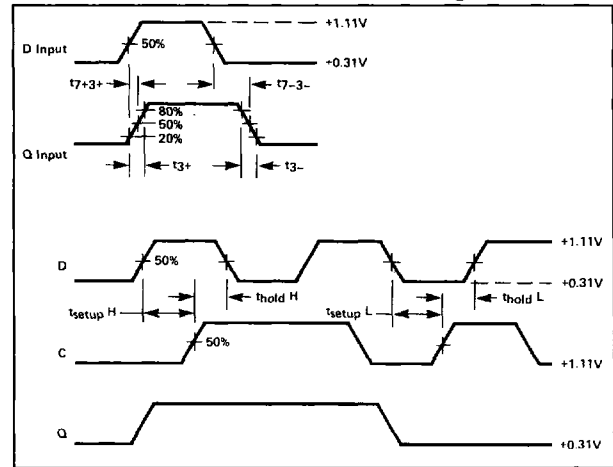 +1.11V
D Input
50%
+0.31V
t7+3+
t7–3–
80%
50%
20%
Q Input
t3+
t3–
D
+1.11V
50%
+0.31V
thold H
thold L
tsetup H
tsetup L
C
50%
+1.11V
Q
+0.31V